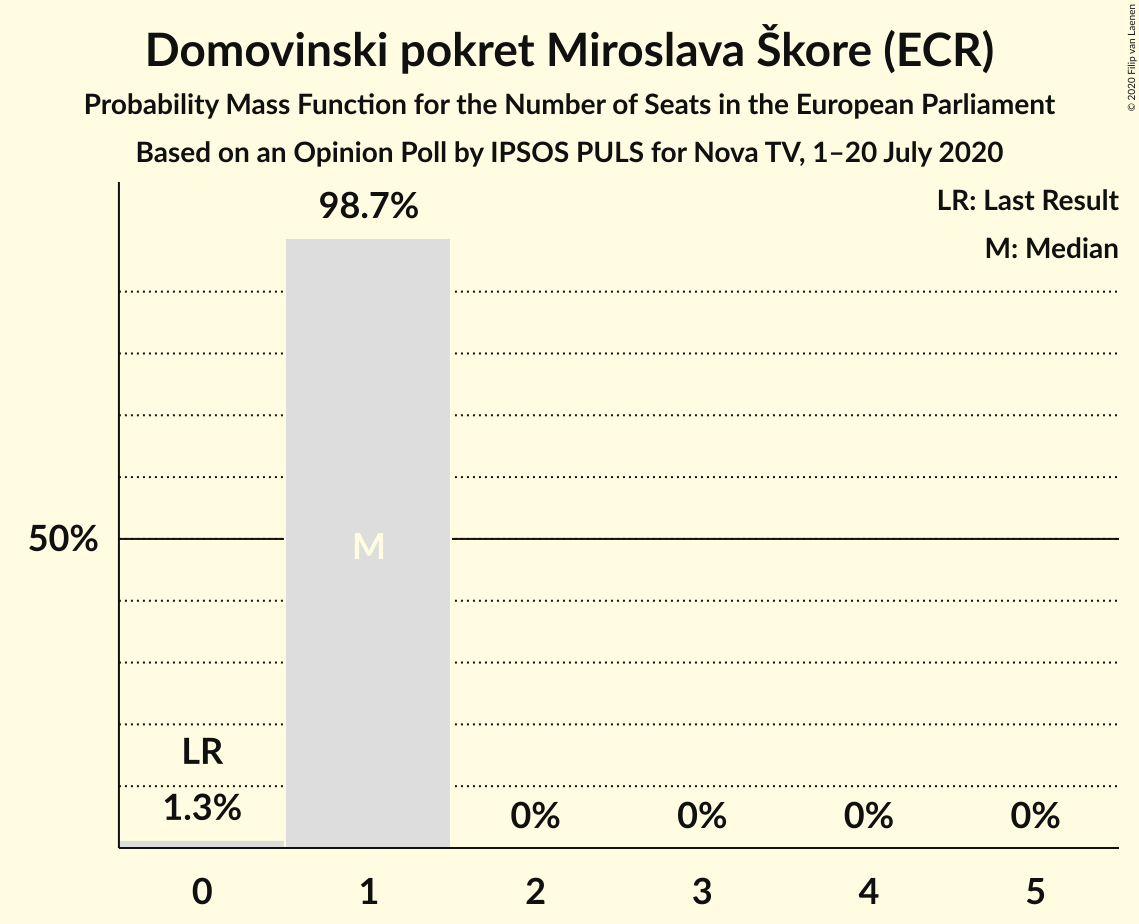 Domovinski pokret Miroslava Škore (ECR)
Probability Mass Function for the Number of Seats in the European Parliament
Based on an Opinion Poll by IPSOS PULS for Nova TV, 1–20 July 2020
© 2020 Filip van Laenen
LR: Last Result
M: Median
98.7%
50%
M
LR
1.3%
0%
0%
0%
0%
0
1
2
3
4
5